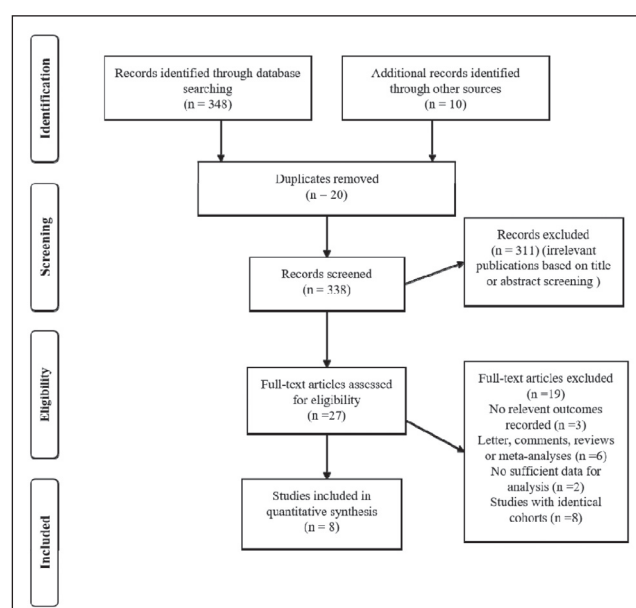 Identification
Records identified through database
searching
(n = 348)
Additional records identified
through other sources
(n = 10)
Duplicates removed
(n = 20)
Screening
Records screened
(n = 338)
Records excluded
(n = 311) (irrelevant
publications based on title
or abstract screening )
Eligibility
Full-text articles assessed
for eligibility
(n =27)
Full-text articles excluded
(n =19)
No relevent outcomes
recorded (n =3)
Letter, comments, reviews
or meta-analyses (n =6)
No sufficient data for
analysis (n =2)
Studies with identical
cohorts (n =8)
Included
Studies included in
quantitative synthesis
(n = 8)